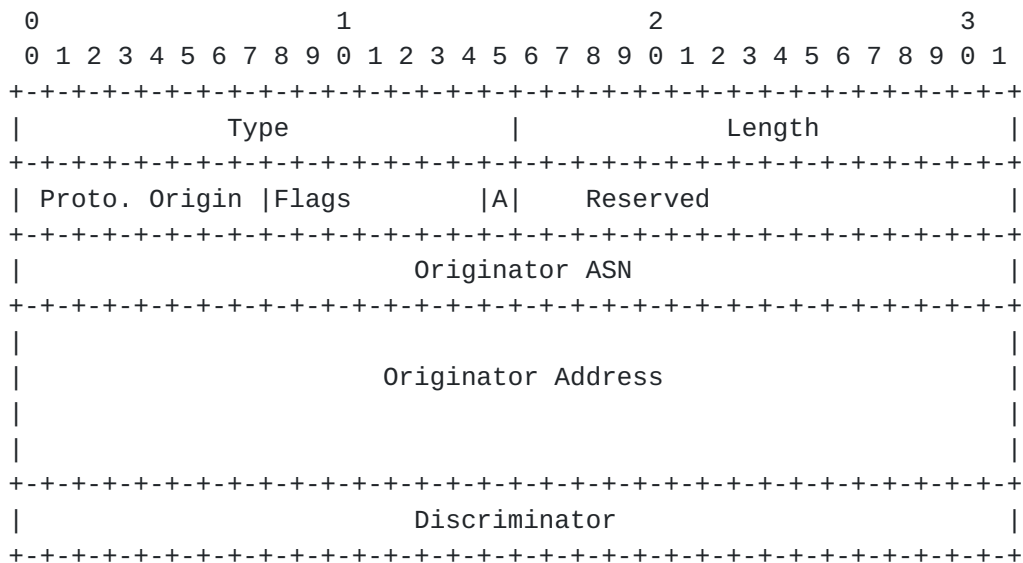 0                   1                   2                   3
 0 1 2 3 4 5 6 7 8 9 0 1 2 3 4 5 6 7 8 9 0 1 2 3 4 5 6 7 8 9 0 1
+-+-+-+-+-+-+-+-+-+-+-+-+-+-+-+-+-+-+-+-+-+-+-+-+-+-+-+-+-+-+-+-+
|             Type              |             Length            |
+-+-+-+-+-+-+-+-+-+-+-+-+-+-+-+-+-+-+-+-+-+-+-+-+-+-+-+-+-+-+-+-+
| Proto. Origin |Flags        |A|    Reserved                   |
+-+-+-+-+-+-+-+-+-+-+-+-+-+-+-+-+-+-+-+-+-+-+-+-+-+-+-+-+-+-+-+-+
|                         Originator ASN                        |
+-+-+-+-+-+-+-+-+-+-+-+-+-+-+-+-+-+-+-+-+-+-+-+-+-+-+-+-+-+-+-+-+
|                                                               |
|                       Originator Address                      |
|                                                               |
|                                                               |
+-+-+-+-+-+-+-+-+-+-+-+-+-+-+-+-+-+-+-+-+-+-+-+-+-+-+-+-+-+-+-+-+
|                         Discriminator                         |
+-+-+-+-+-+-+-+-+-+-+-+-+-+-+-+-+-+-+-+-+-+-+-+-+-+-+-+-+-+-+-+-+